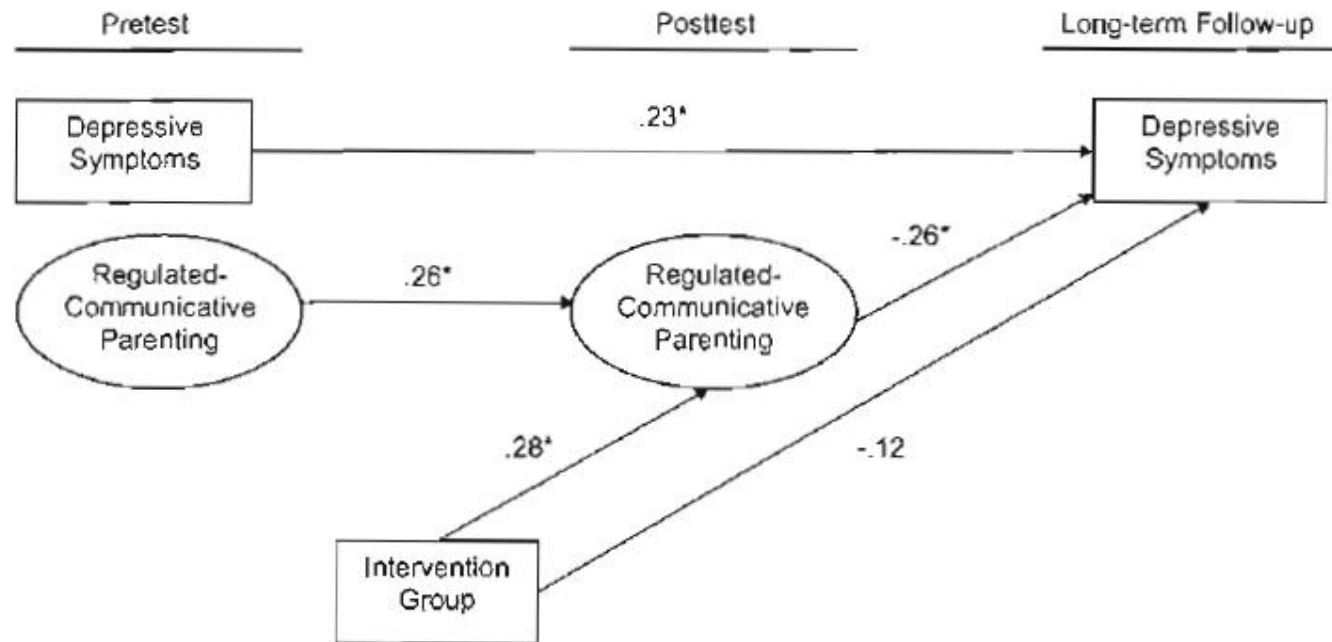 Pretest
Posttest
Long-term Follow-up
Depressive
Symptoms
.23*
Depressive
Symptoms
Regulated-
Communicative
Parenting
.26*
Regulated-
Communicative
Parenting
-.26*
.28*
-.12
Intervention
Group